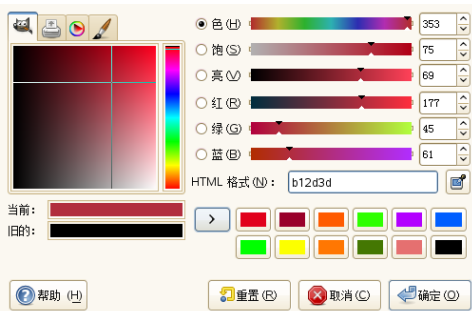 色(H) 353
饱(S) 75
亮(V) 69
红(R) 177
绿(G) 45
蓝(B) 61
HTML 格式(N): b12d3d
当前:
旧的:
帮助 (H) 重置(R) 取消(C) 确定(O)